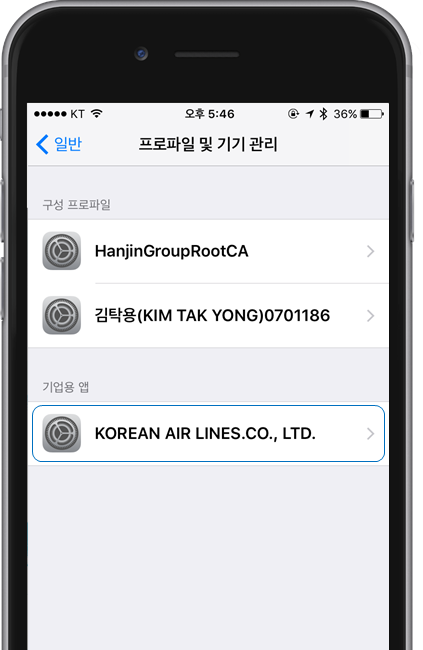 KT 오후 5:46 36%
일반 프로파일 및 기기 관리
구성 프로파일
HanjinGroupRootCA
김탁용(KIM TAK YONG)0701186
기업용 앱
KOREAN AIR LINES.CO., LTD.